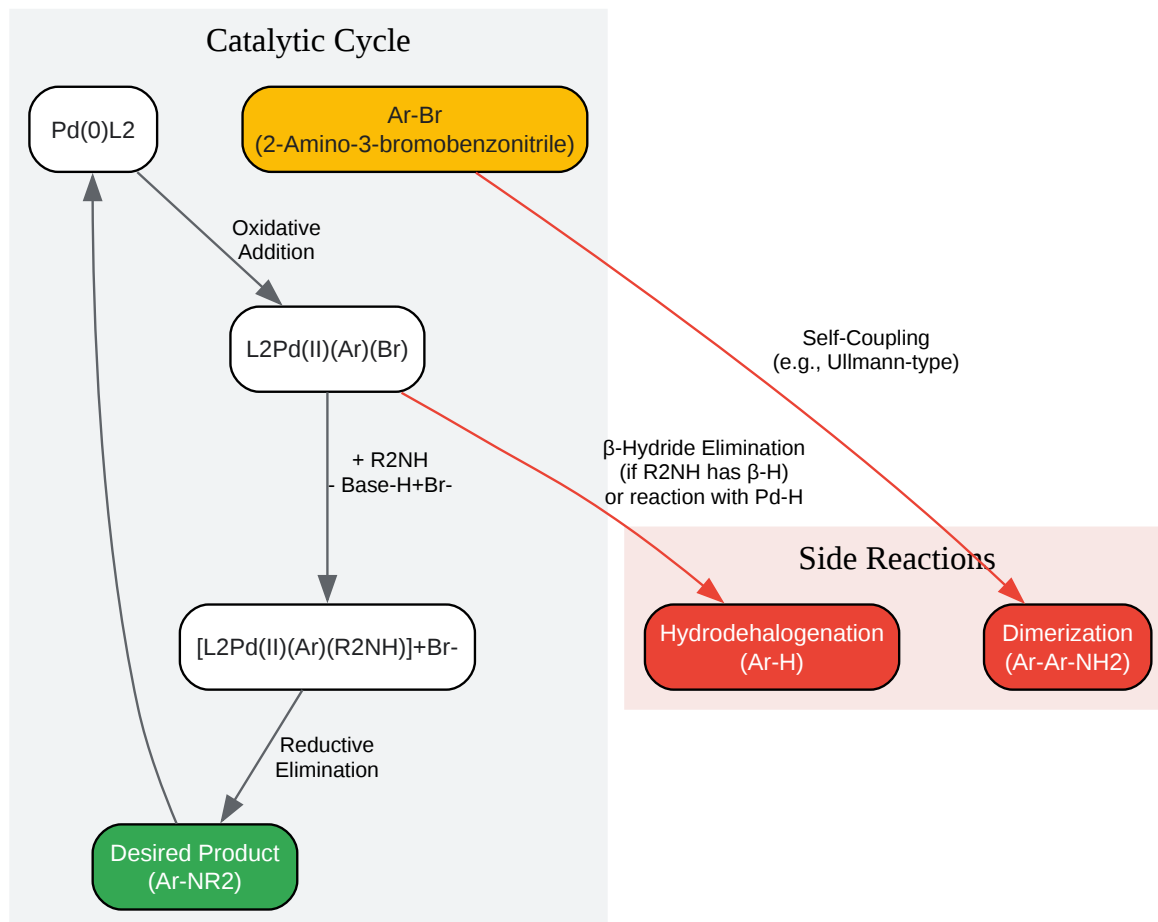 Catalytic Cycle
Pd(0)L2
Ar-Br
(2-Amino-3-bromobenzonitrile)
Oxidative
Addition
L2Pd(II)(Ar)(Br)
Self-Coupling
(e.g., Ullmann-type)
+ R2NH
- Base-H+Br-
β-Hydride Elimination
(if R2NH has β-H)
or reaction with Pd-H
Side Reactions
[L2Pd(II)(Ar)(R2NH)]+Br-
Hydrodehalogenation
(Ar-H)
Dimerization
(Ar-Ar-NH2)
Reductive
Elimination
Desired Product
(Ar-NR2)